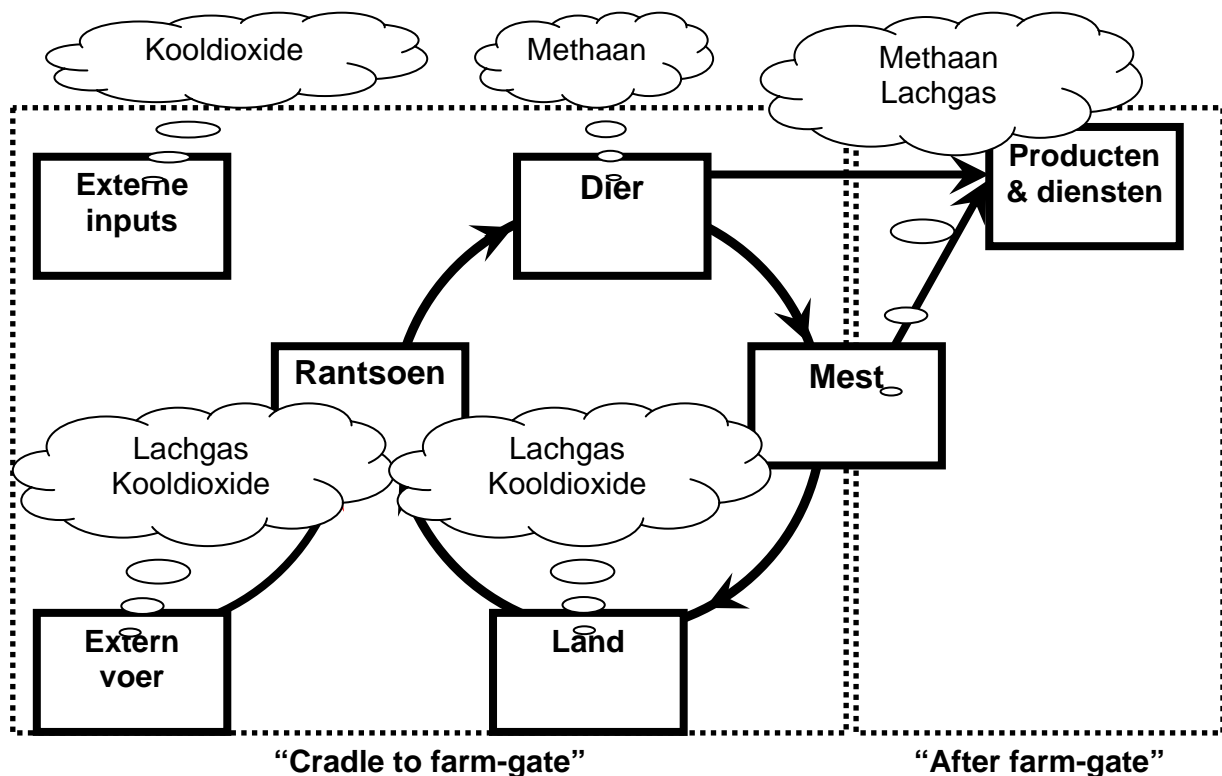 Kooldioxide
Methaan
Methaan
Lachgas
Externe
inputs
Dier
Producten
& diensten
Rantsoen
Mest
Lachgas
Kooldioxide
Lachgas
Kooldioxide
Extern
voer
Land
“Cradle to farm-gate”
“After farm-gate”